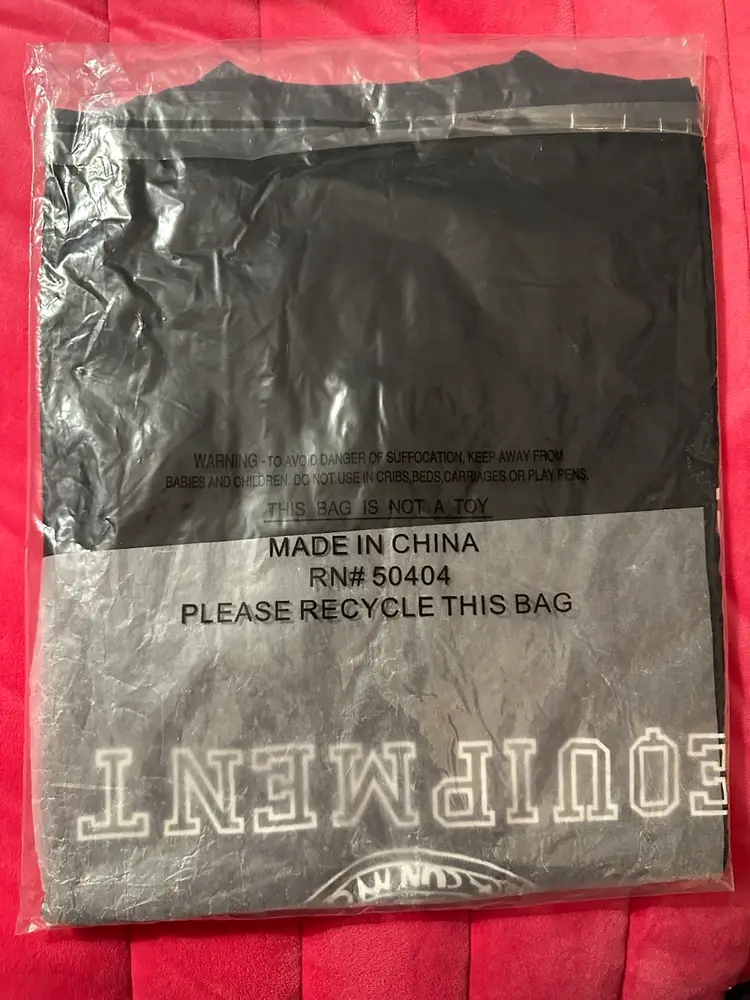 WARNING -TO AVOID DANGER OF SUFFOCATION, KEEP AWAY FROM
BABIES AND CHILDREN. DO NOT USE IN CRIBS,BEDS,CARRIAGES OR PLAY PENS.
THIS BAG IS NOT A TOY
MADE IN CHINA
RN# 50404
PLEASE RECYCLE THIS BAG
EQUIPMENT